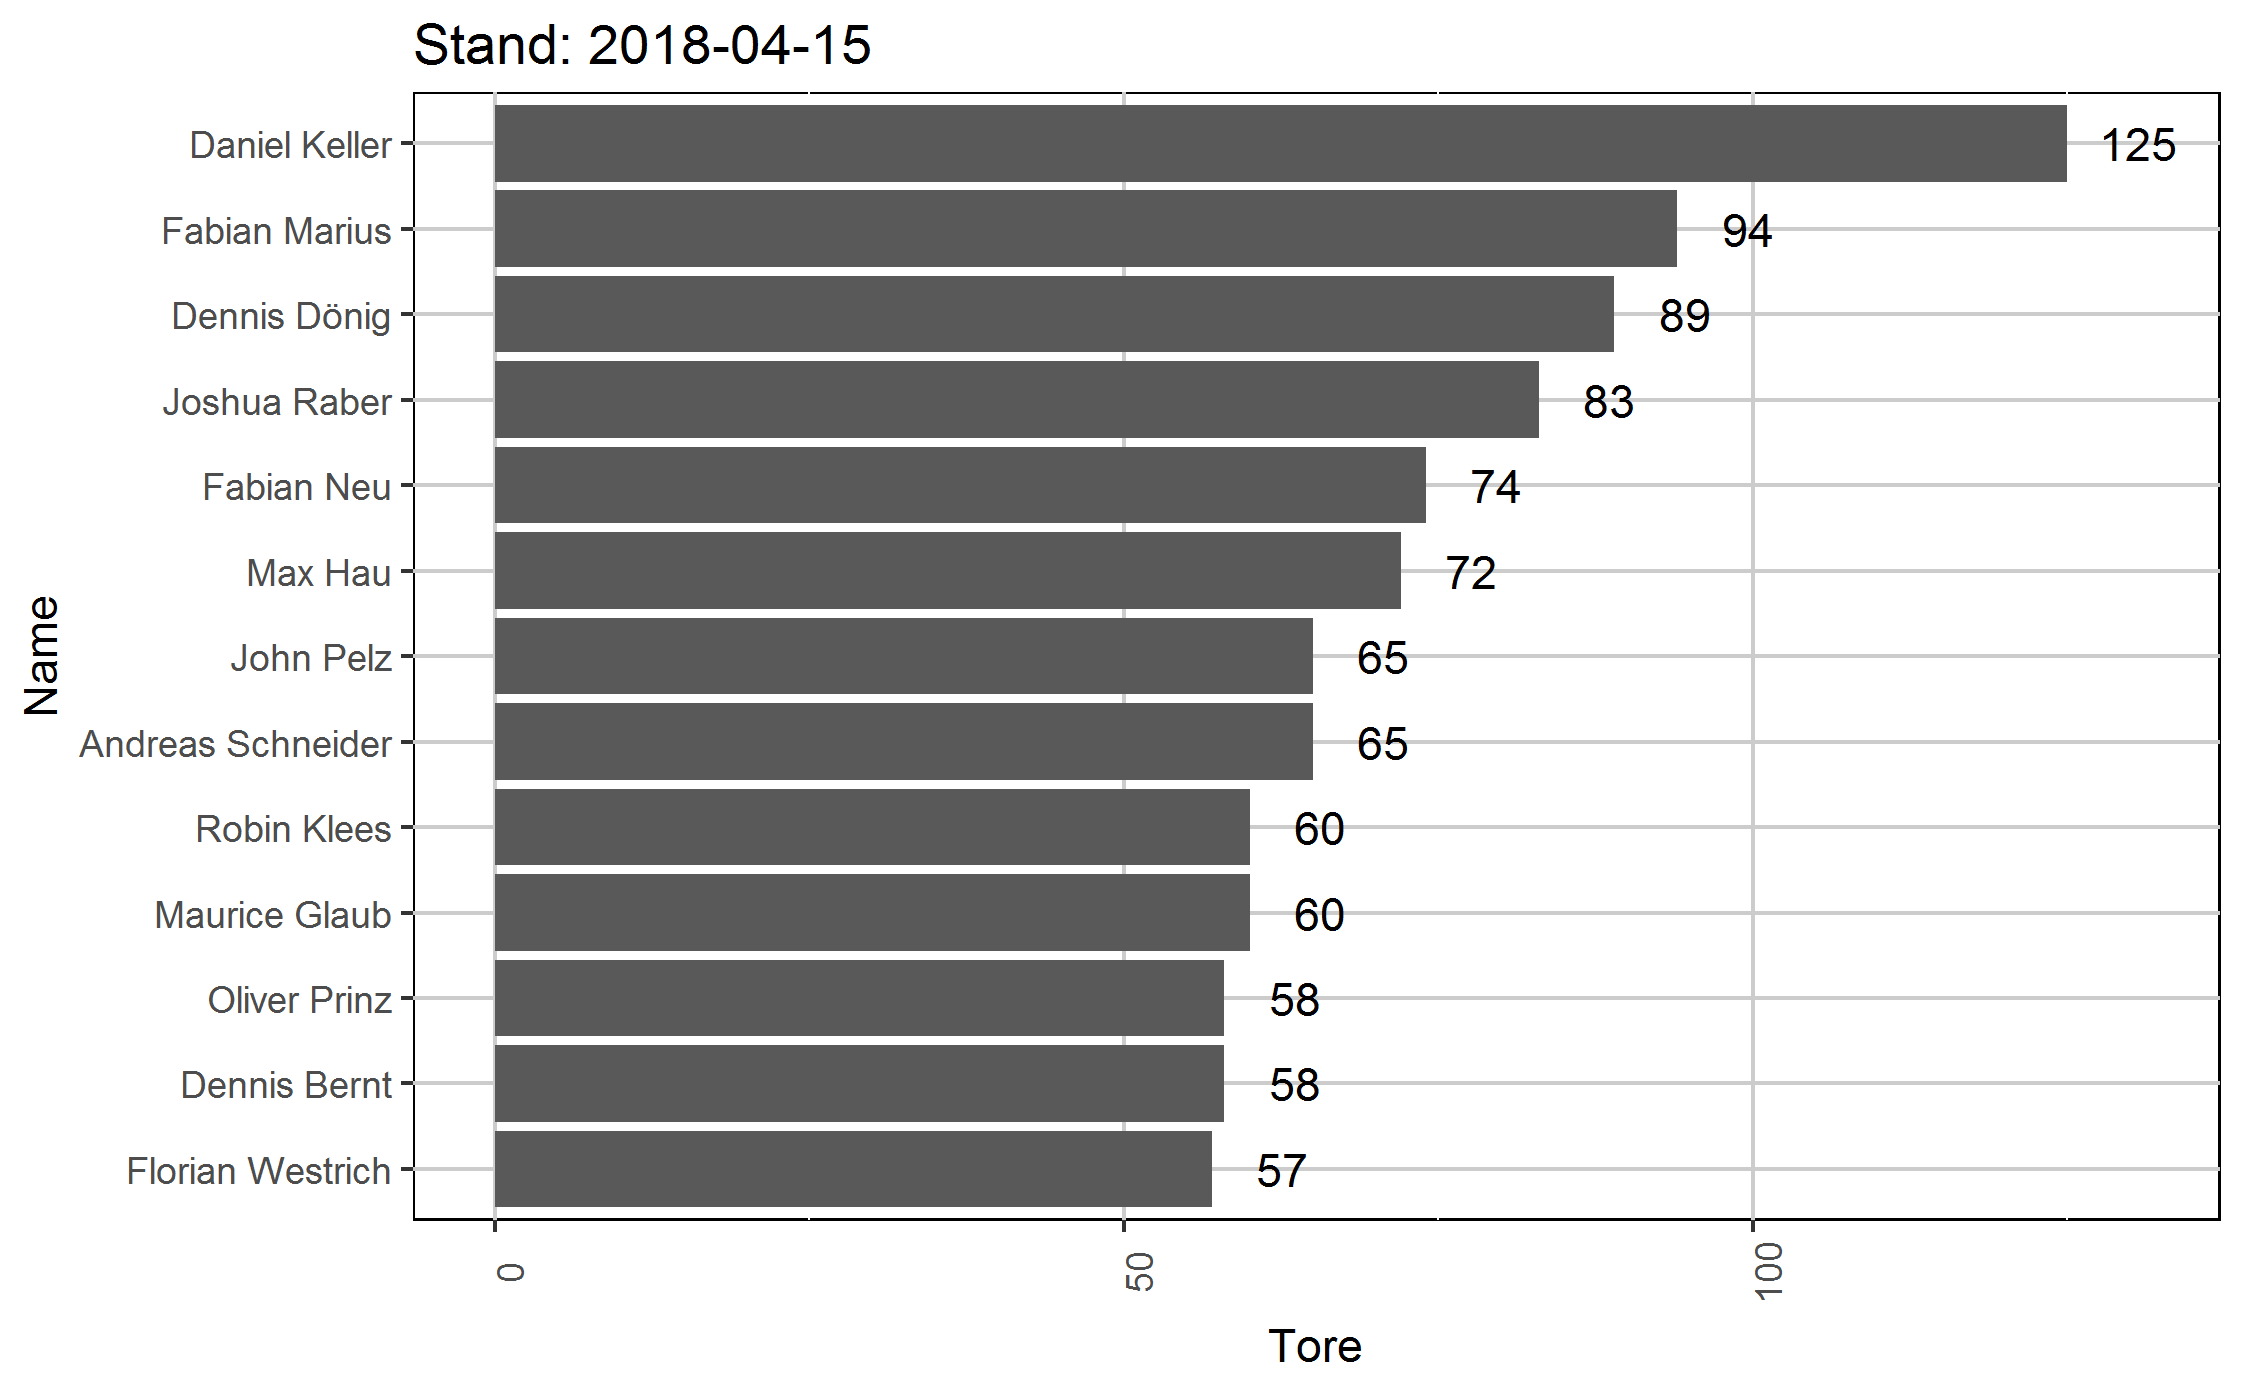 Stand: 2018-04-15
Daniel Keller 125
Fabian Marius 94
Dennis Dönig 89
Joshua Raber 83
Fabian Neu 74
Max Hau 72
John Pelz 65
Andreas Schneider 65
Robin Klees 60
Maurice Glaub 60
Oliver Prinz 58
Dennis Bernt 58
Florian Westrich 57
Name
0 50 100
Tore